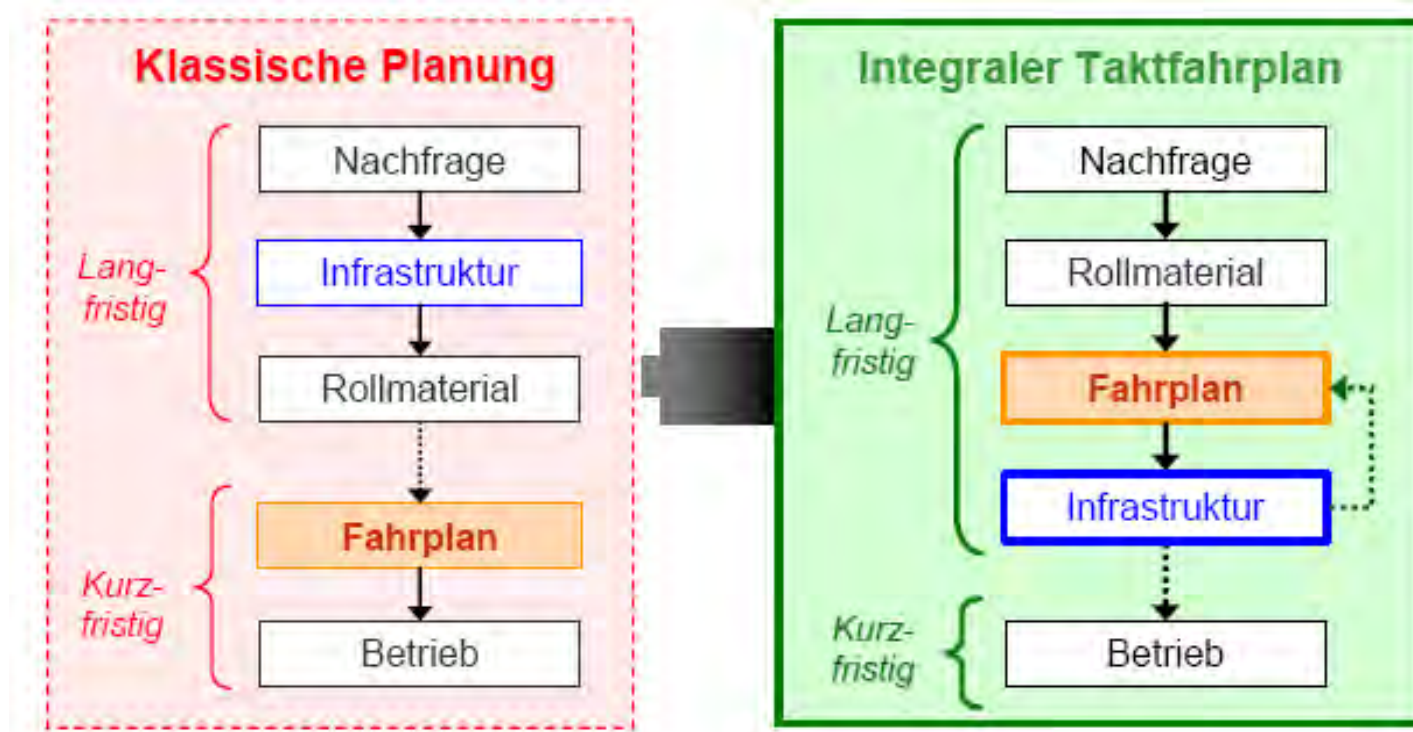 Klassische Planung
Nachfrage
Infrastruktur
Lang-
fristig
Rollmaterial
Fahrplan
Kurz-
fristig
Betrieb
Integraler Taktfahrplan
Nachfrage
Rollmaterial
Lang-
fristig
Fahrplan
Infrastruktur
Kurz-
fristig
Betrieb